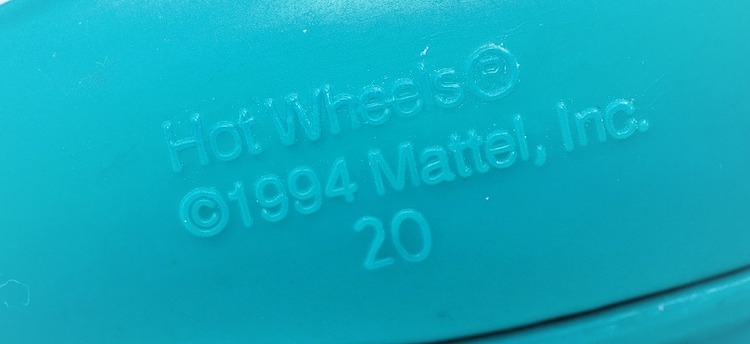 Hot Wheels®
©1994 Mattel, Inc.
20